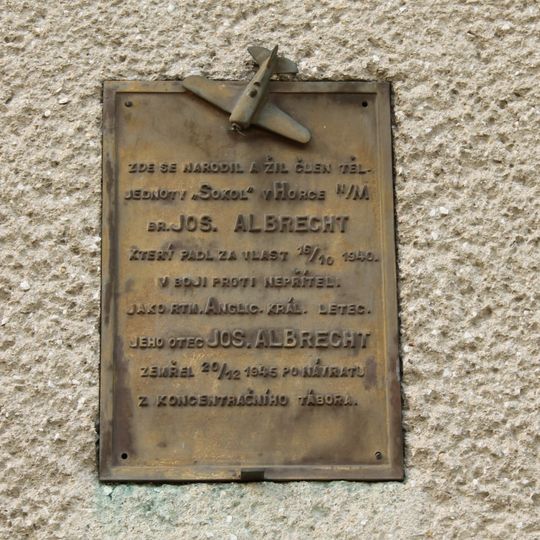 ZDE SE NARODIL A ŽIL ČLEN TĚL-
JEDNOTY „SOKOL" V HORCE N/M
BR. JOS. ALBRECHT
KTERÝ PADL ZA VLAST 16/10 1940.
V BOJI PROTI NEPŘÍTEL.
JAKO RTM. ANGLIC. KRÁL. LETEC.
JEHO OTEC JOS. ALBRECHT
ZEMŘEL 20/12 1945 PO NÁVRATU
Z KONCENTRAČNÍHO TÁBORA.